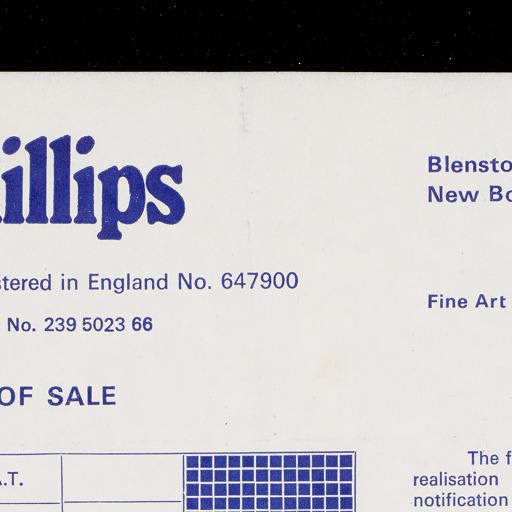 illips
stered in England No. 647900
No. 239 5023 66
OF SALE
A.T.
Blensto
New Bo
Fine Art
The f
realisation
notification